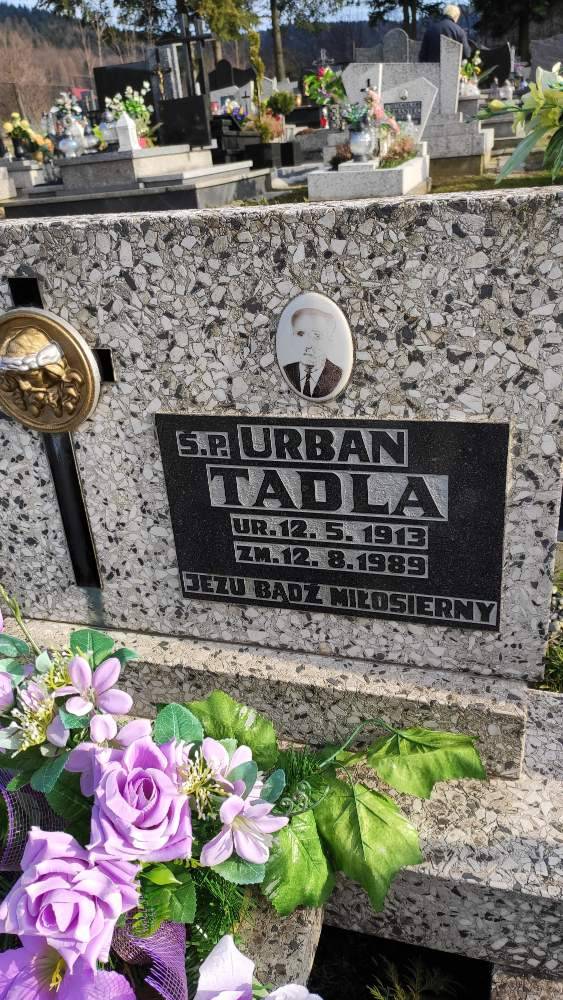 Ś.P. URBAN
TADLA
UR. 12. 5. 1913
ZM. 12. 8. 1989
JEZU BĄDŹ MIŁOSIERNY